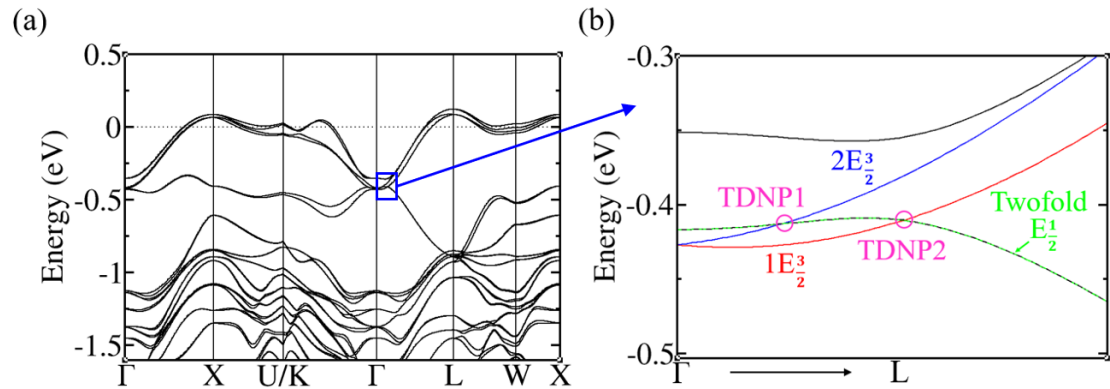 (a)
Energy (eV)
0.5
0
-0.5
-1
-1.5
Γ X U/K Γ L W X
(b)
Energy (eV)
-0.3
-0.4
-0.5
2E3/2
TDNP1
Twofold
E1/2
TDNP2
1E3/2
Γ L